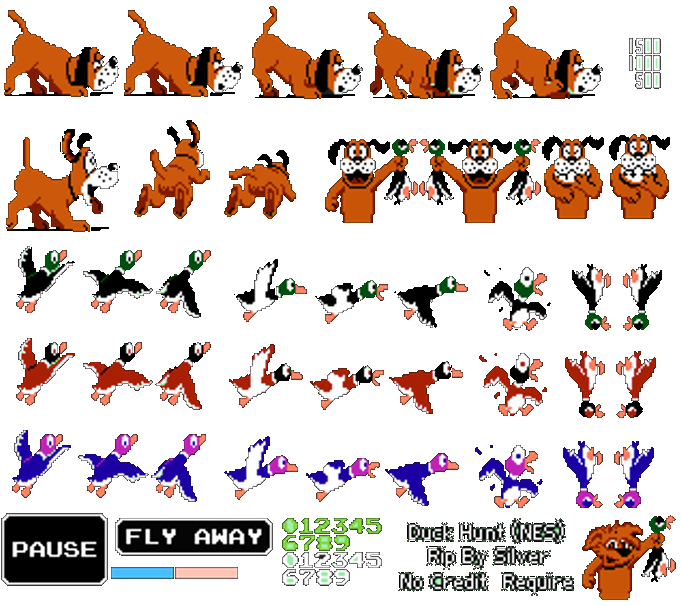 1500
1000
500
PAUSE
FLY AWAY
012345
6789
012345
6789
Duck Hunt (NES)
Rip By Silver
No Credit Require